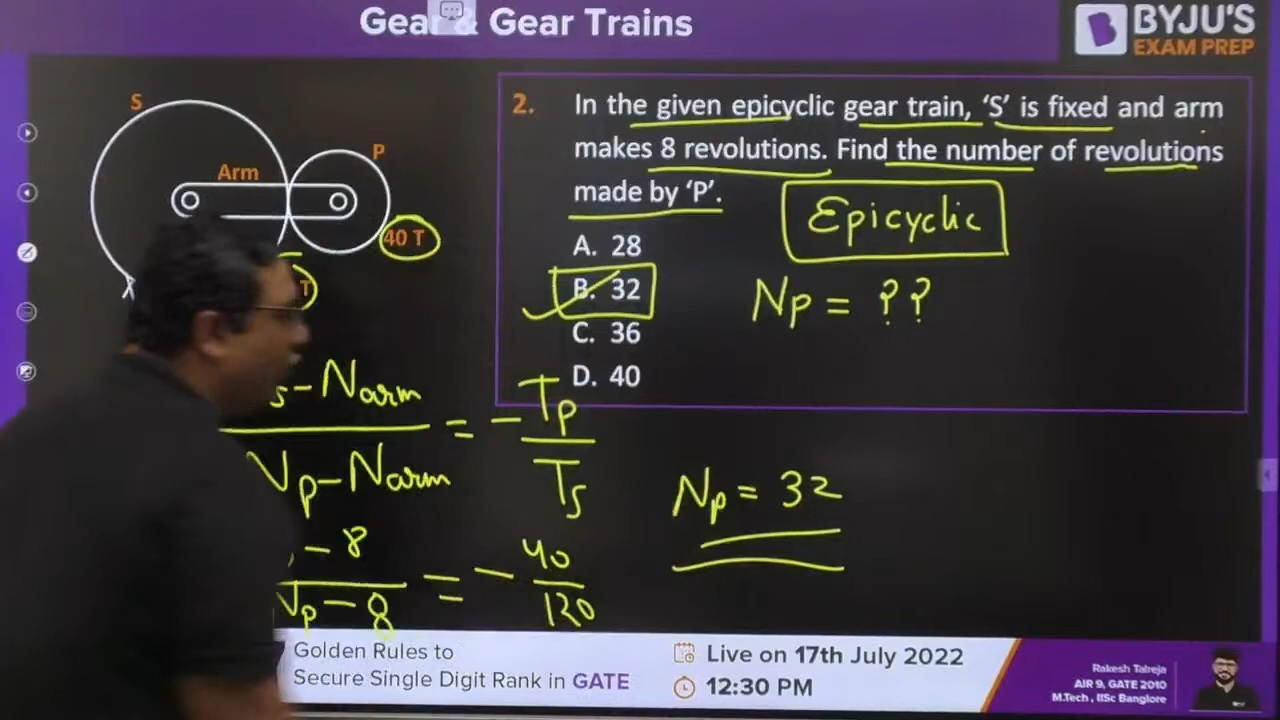 Gear & Gear Trains
BYJU'S
EXAM PREP
S
P
Arm
40 T
T
2. In the given epicyclic gear train, ‘S’ is fixed and arm
makes 8 revolutions. Find the number of revolutions
made by ‘P’.
A. 28
B. 32
C. 36
D. 40
Epicyclic
Np = ??
s - Narm
Np - Narm
= - Tp
Ts
- 8
Np - 8
= - 40
120
Np = 32
Golden Rules to
Secure Single Digit Rank in GATE
Live on 17th July 2022
12:30 PM
Rakesh Talreja
AIR 9, GATE 2010
M.Tech , IISc Banglore